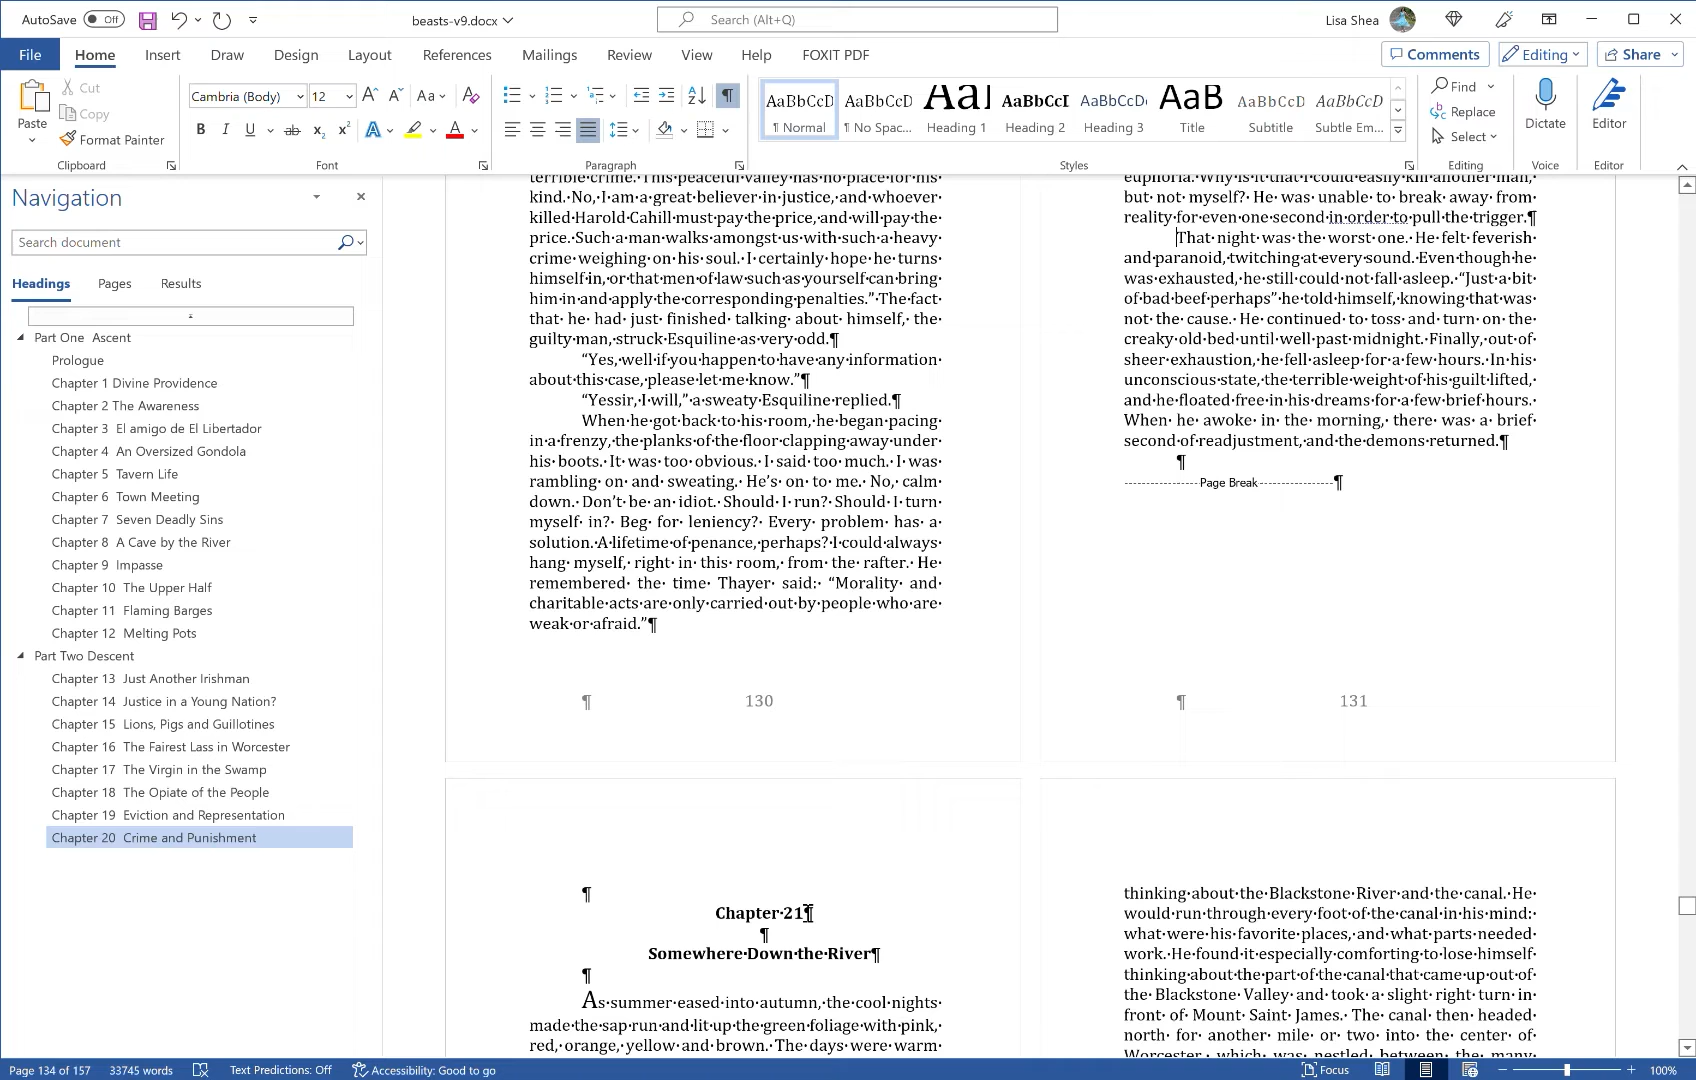 AutoSave Off beasts-v9.docx Search (Alt+Q) Lisa Shea
File Home Insert Draw Design Layout References Mailings Review View Help FOXIT PDF Comments Editing Share
Paste Cut Copy Format Painter
Cambria (Body) 12
AaBbCcD AaBbCcD AaI AaBbCcI AaBbCcDc AaB AaBbCcD AaBbCcD
¶ Normal ¶ No Spac... Heading 1 Heading 2 Heading 3 Title Subtitle Subtle Em...
Find Replace Select Dictate Editor
Clipboard Font Paragraph Styles Editing Voice Editor
Navigation
Search document
Headings Pages Results
Part One Ascent
Prologue
Chapter 1 Divine Providence
Chapter 2 The Awareness
Chapter 3 El amigo de El Libertador
Chapter 4 An Oversized Gondola
Chapter 5 Tavern Life
Chapter 6 Town Meeting
Chapter 7 Seven Deadly Sins
Chapter 8 A Cave by the River
Chapter 9 Impasse
Chapter 10 The Upper Half
Chapter 11 Flaming Barges
Chapter 12 Melting Pots
Part Two Descent
Chapter 13 Just Another Irishman
Chapter 14 Justice in a Young Nation?
Chapter 15 Lions, Pigs and Guillotines
Chapter 16 The Fairest Lass in Worcester
Chapter 17 The Virgin in the Swamp
Chapter 18 The Opiate of the People
Chapter 19 Eviction and Representation
Chapter 20 Crime and Punishment
terrible crime. This peaceful valley has no place for his
kind. No, I am a great believer in justice, and whoever
killed Harold Cahill must pay the price, and will pay the
price. Such a man walks amongst us with such a heavy
crime weighing on his soul. I certainly hope he turns
himself in, or that men of law such as yourself can bring
him in and apply the corresponding penalties.” The fact
that he had just finished talking about himself, the
guilty man, struck Esquiline as very odd.¶
“Yes, well if you happen to have any information
about this case, please let me know.”¶
“Yessir, I will,” a sweaty Esquiline replied.¶
When he got back to his room, he began pacing
in a frenzy, the planks of the floor clapping away under
his boots. It was too obvious. I said too much. I was
rambling on and sweating. He’s on to me. No, calm
down. Don’t be an idiot. Should I run? Should I turn
myself in? Beg for leniency? Every problem has a
solution. A lifetime of penance, perhaps? I could always
hang myself, right in this room, from the rafter. He
remembered the time Thayer said: “Morality and
charitable acts are only carried out by people who are
weak or afraid.”¶
¶ 130
euphoria. Why is it that I could easily kill another man,
but not myself? He was unable to break away from
reality for even one second in order to pull the trigger.¶
That night was the worst one. He felt feverish
and paranoid, twitching at every sound. Even though he
was exhausted, he still could not fall asleep. “Just a bit
of bad beef perhaps” he told himself, knowing that was
not the cause. He continued to toss and turn on the
creaky old bed until well past midnight. Finally, out of
sheer exhaustion, he fell asleep for a few hours. In his
unconscious state, the terrible weight of his guilt lifted,
and he floated free in his dreams for a few brief hours.
When he awoke in the morning, there was a brief
second of readjustment, and the demons returned.¶
¶
Page Break¶
¶ 131
¶
Chapter 21¶
¶
Somewhere Down the River¶
¶
As summer eased into autumn, the cool nights
made the sap run and lit up the green foliage with pink,
red, orange, yellow and brown. The days were warm
thinking about the Blackstone River and the canal. He
would run through every foot of the canal in his mind:
what were his favorite places, and what parts needed
work. He found it especially comforting to lose himself
thinking about the part of the canal that came up out of
the Blackstone Valley and took a slight right turn in
front of Mount Saint James. The canal then headed
north for another mile or two into the center of
Worcester, which was nestled between the many
Page 134 of 157 33745 words Text Predictions: Off Accessibility: Good to go Focus 100%